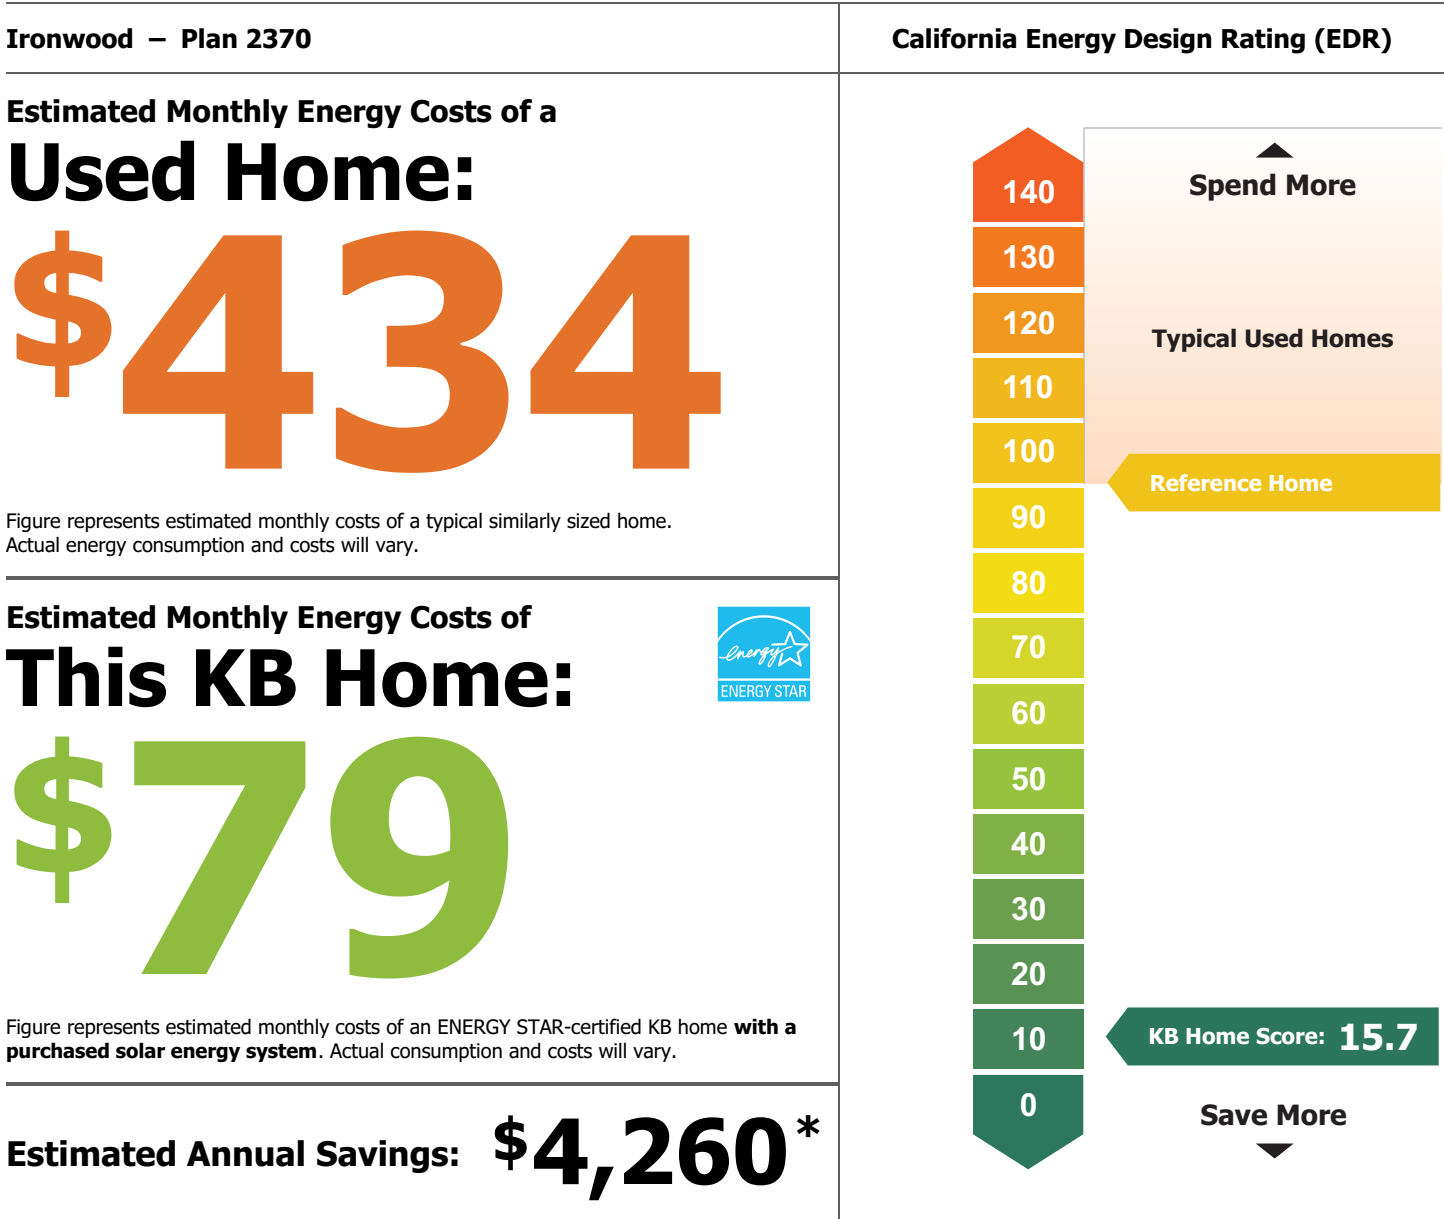 Ironwood – Plan 2370
Estimated Monthly Energy Costs of a
Used Home:
$434
Figure represents estimated monthly costs of a typical similarly sized home.
Actual energy consumption and costs will vary.
Estimated Monthly Energy Costs of
This KB Home:
energy
ENERGY STAR
$79
Figure represents estimated monthly costs of an ENERGY STAR-certified KB home with a
purchased solar energy system. Actual consumption and costs will vary.
Estimated Annual Savings: $4,260*
California Energy Design Rating (EDR)
Spend More
140
130
120
Typical Used Homes
110
100
Reference Home
90
80
70
60
50
40
30
20
10
KB Home Score: 15.7
0
Save More